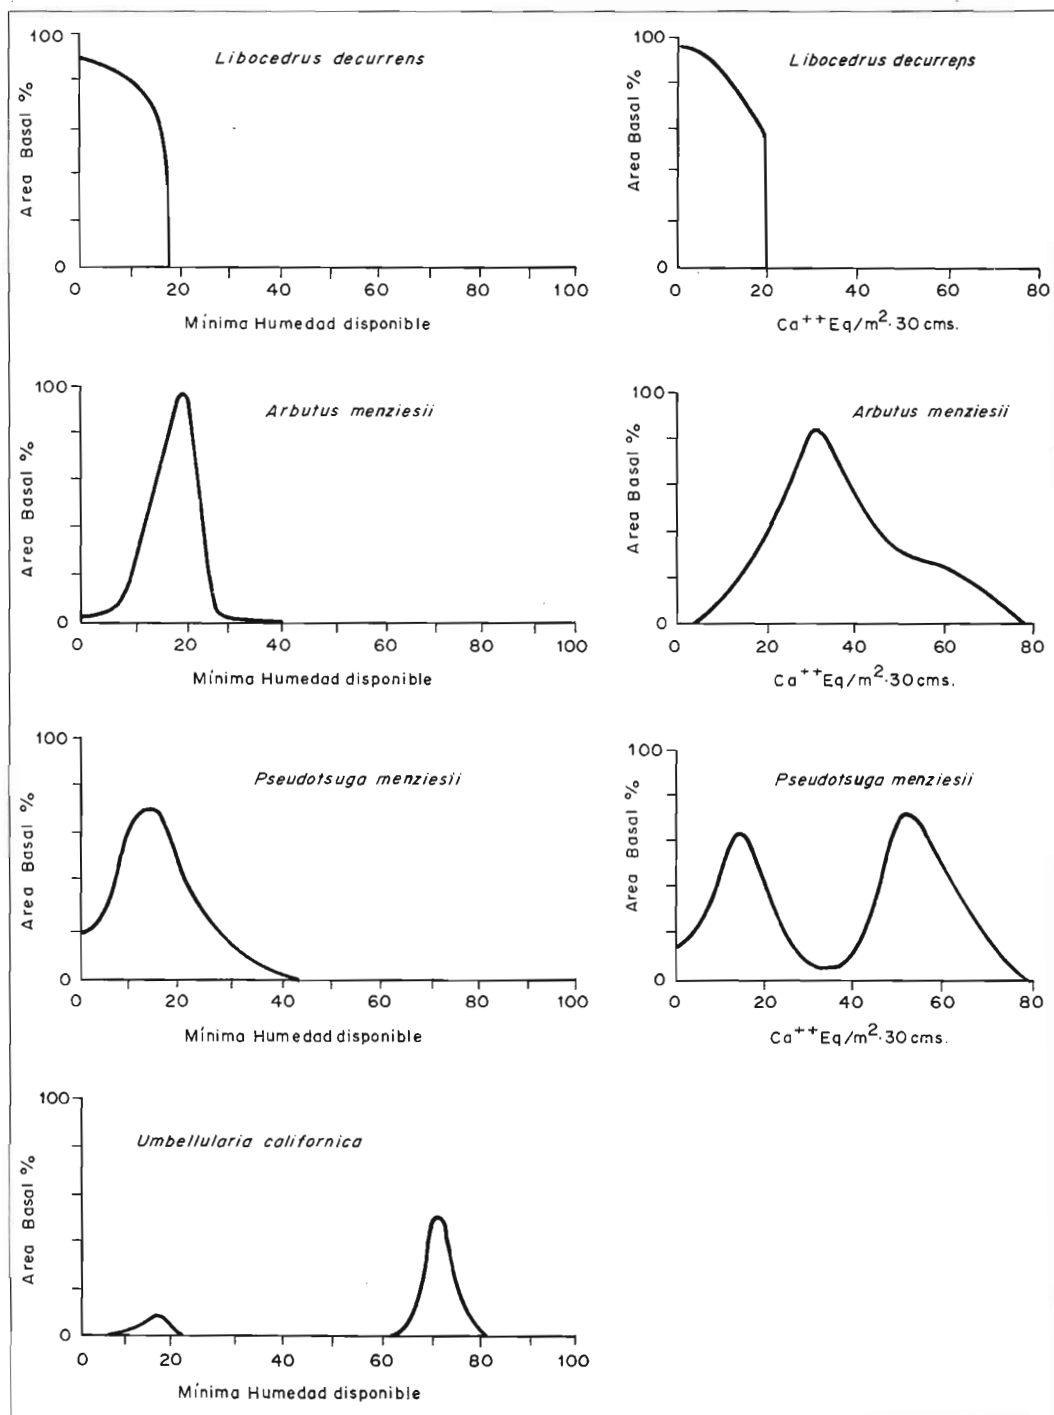 100
Libocedrus decurrens
Area Basal %
0
0 20 40 60 80 100
Mínima Humedad disponible
100
Libocedrus decurreps
Area Basal %
0
0 20 40 60 80
Ca++Eq/m2·30 cms.
100
Arbutus menziesii
Area Basal %
0
0 20 40 60 80 100
Mínima Humedad disponible
100
Arbutus menziesii
Area Basal %
0
0 20 40 60 80
Ca++Eq/m2·30 cms.
100
Pseudotsuga menziesii
Area Basal %
0
0 20 40 60 80 100
Mínima Humedad disponible
100
Pseudotsuga menziesii
Area Basal %
0
0 20 40 60 80
Ca++Eq/m2·30 cms.
100
Umbellularia californica
Area Basal %
0
0 20 40 60 80 100
Mínima Humedad disponible